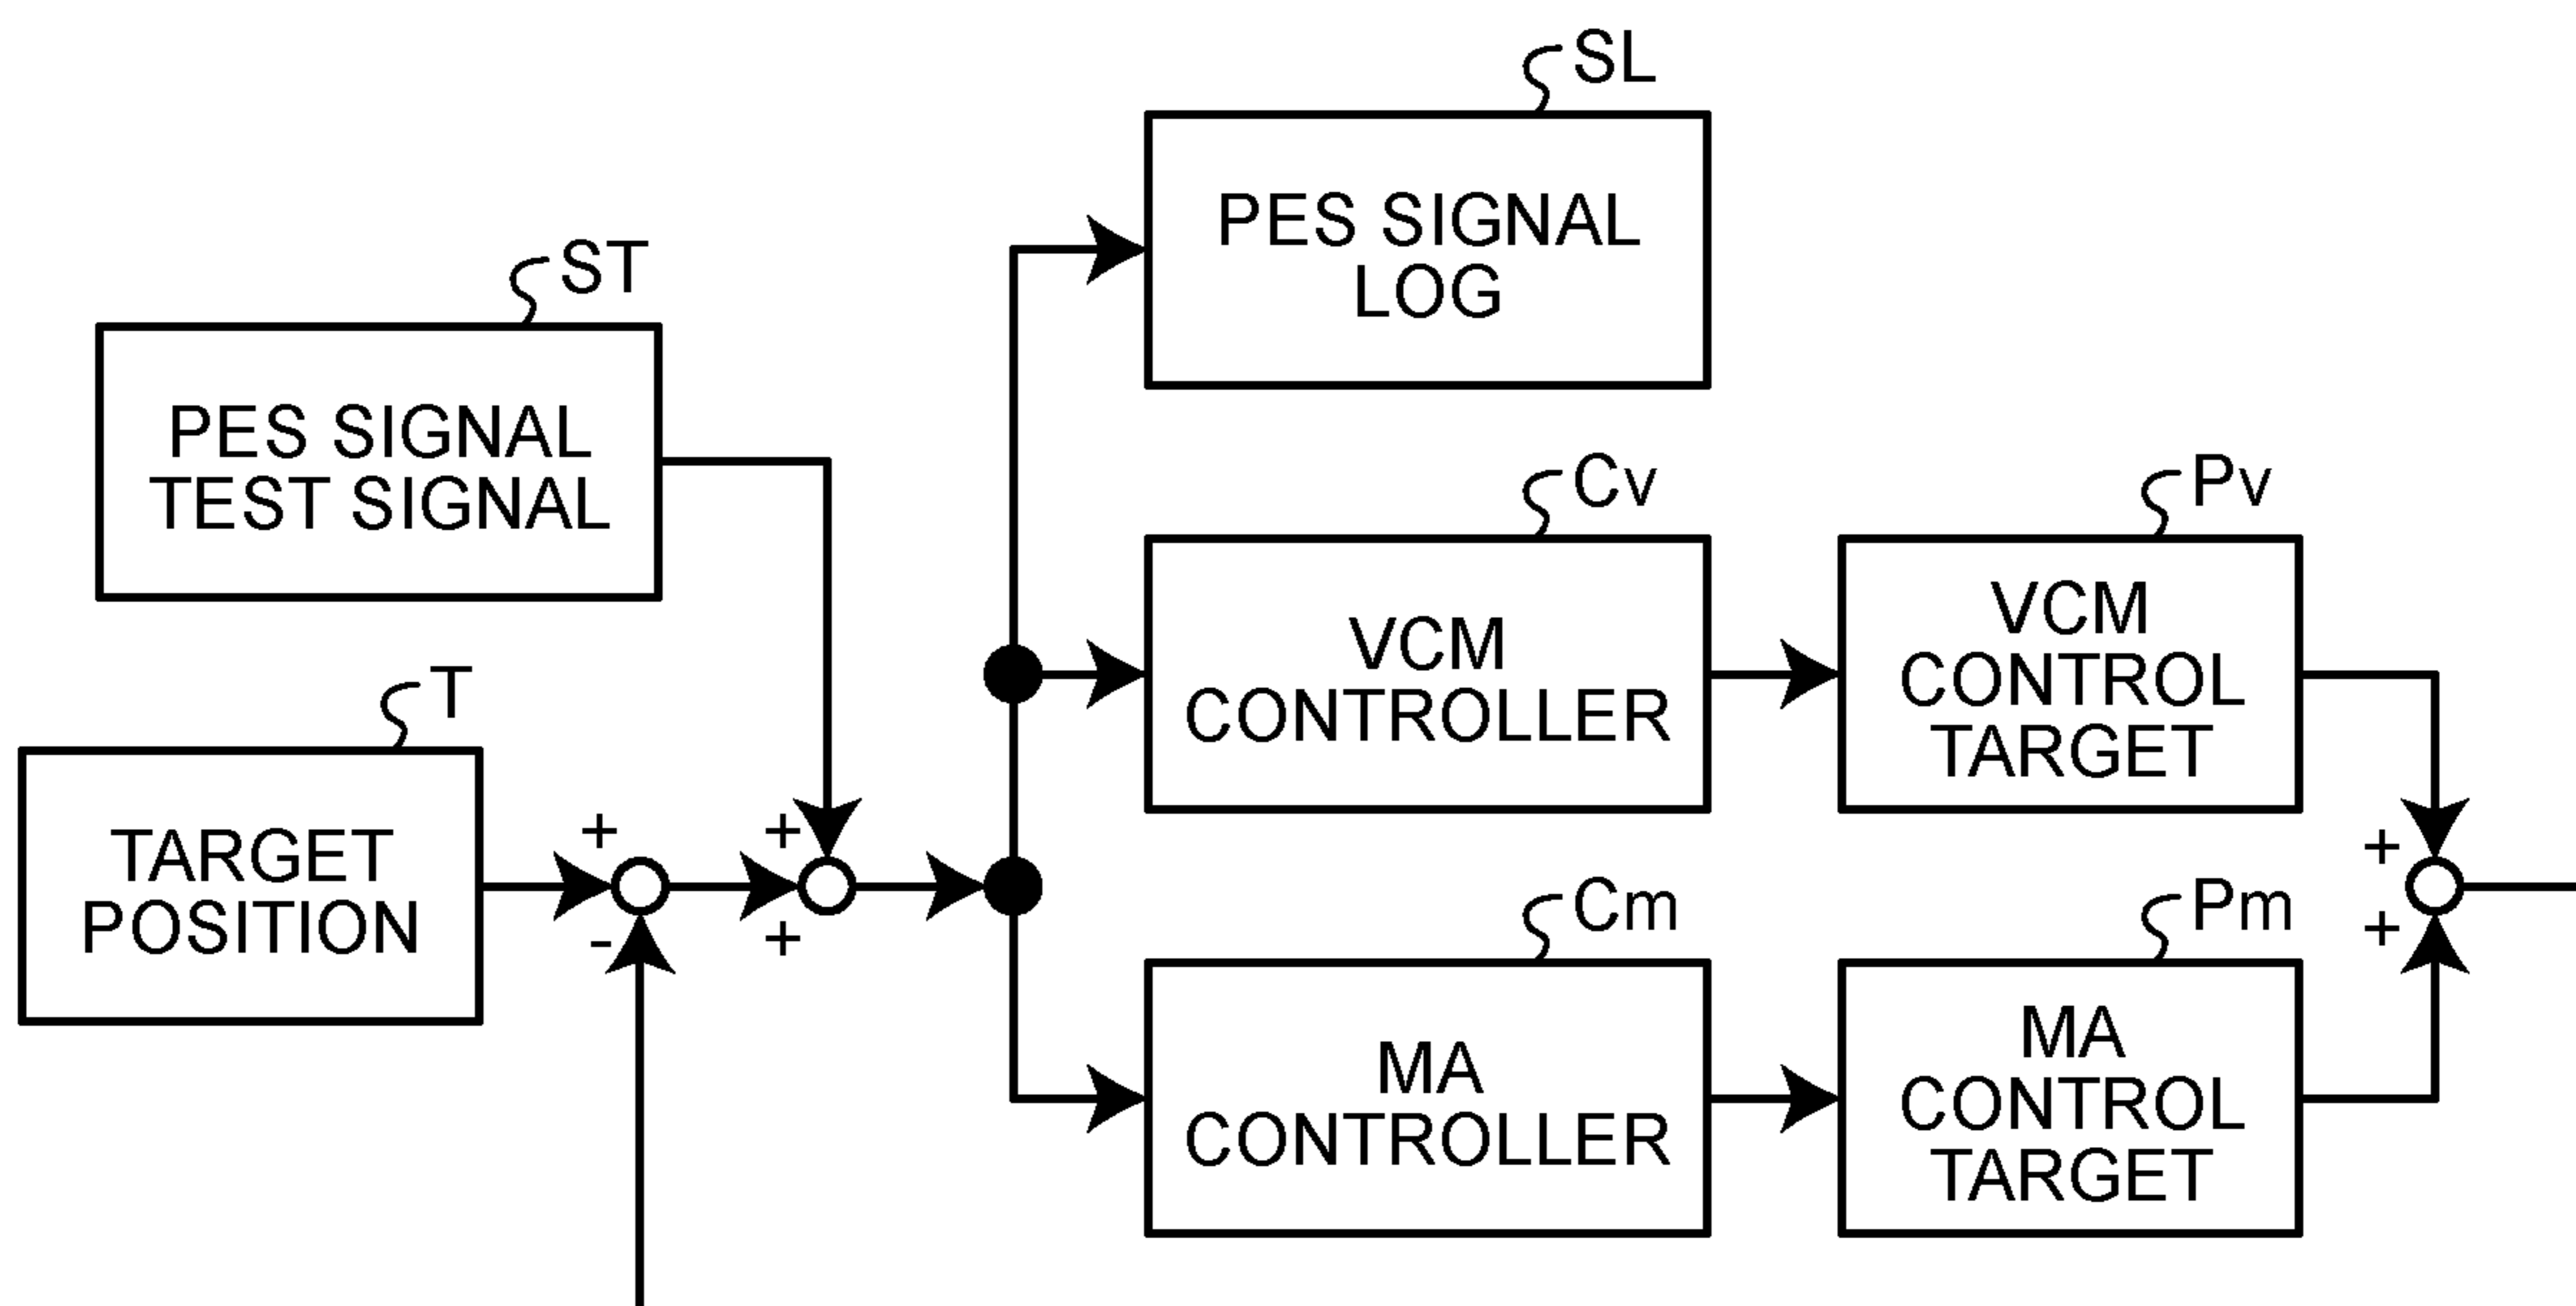 SL
PES SIGNAL
LOG
ST
PES SIGNAL
TEST SIGNAL
Cv
VCM
CONTROLLER
Pv
VCM
CONTROL
TARGET
T
TARGET
POSITION
+
-
+
+
Cm
MA
CONTROLLER
Pm
MA
CONTROL
TARGET
+
+